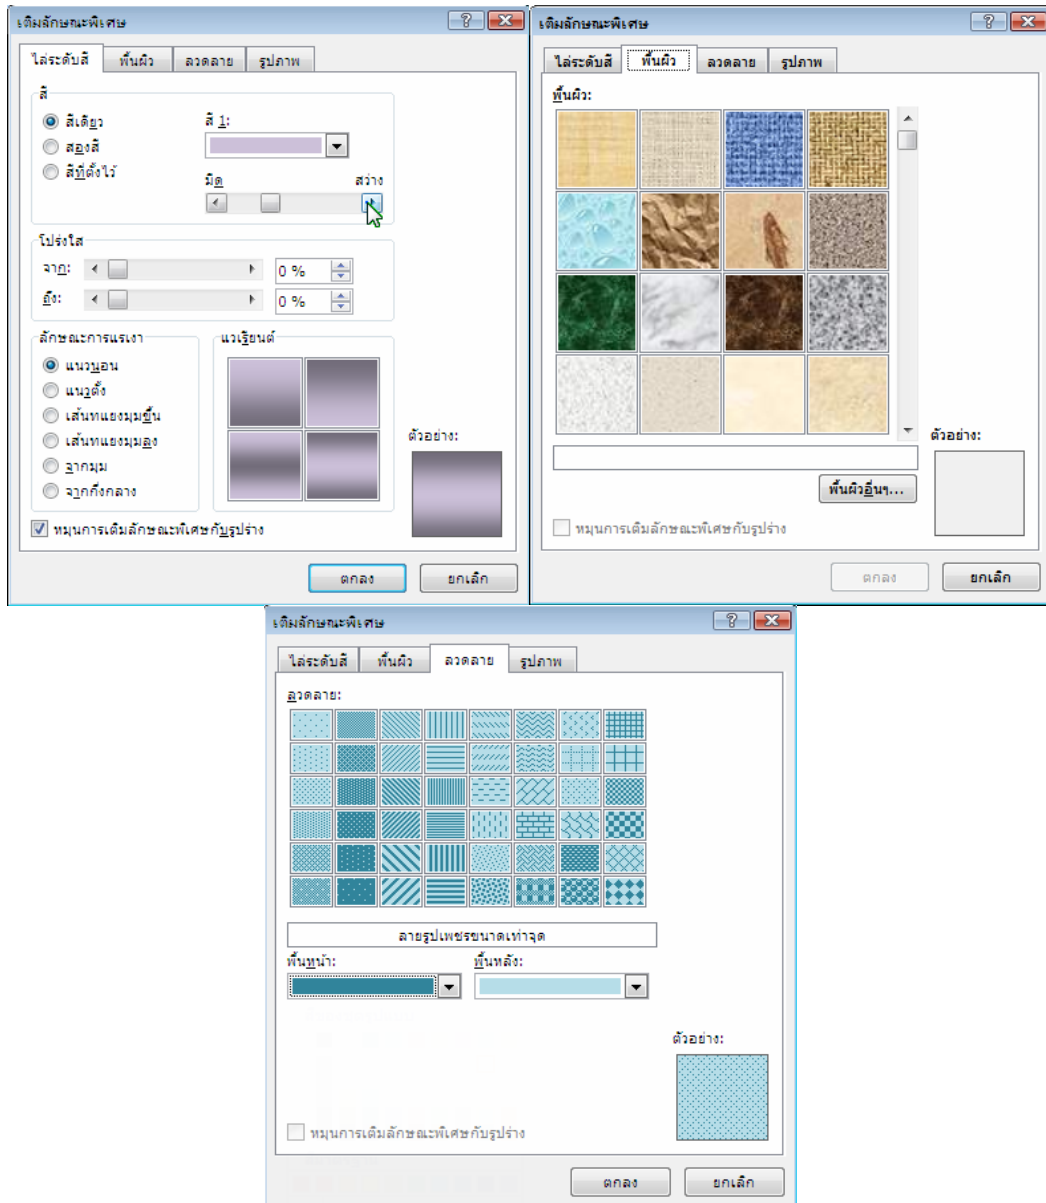 เติมลักษณะพิเศษ
ไล่ระดับสี พื้นผิว ลวดลาย รูปภาพ
สี
สีเดียว
สองสี
สีที่ตั้งไว้
สี 1:
มืด สว่าง
โปร่งใส
จาก: 0 %
ถึง: 0 %
ลักษณะการแรเงา
แนวนอน
แนวตั้ง
เส้นทแยงมุมขึ้น
เส้นทแยงมุมลง
จากมุม
จากกึ่งกลาง
แวเรียนต์
ตัวอย่าง:
หมุนการเติมลักษณะพิเศษกับรูปร่าง
ตกลง ยกเลิก
เติมลักษณะพิเศษ
ไล่ระดับสี พื้นผิว ลวดลาย รูปภาพ
พื้นผิว:
ตัวอย่าง:
พื้นผิวอื่นๆ...
หมุนการเติมลักษณะพิเศษกับรูปร่าง
ตกลง ยกเลิก
เติมลักษณะพิเศษ
ไล่ระดับสี พื้นผิว ลวดลาย รูปภาพ
ลวดลาย:
ลายรูปเพชรขนาดเท่าจุด
พื้นหน้า: พื้นหลัง:
ตัวอย่าง:
หมุนการเติมลักษณะพิเศษกับรูปร่าง
ตกลง ยกเลิก